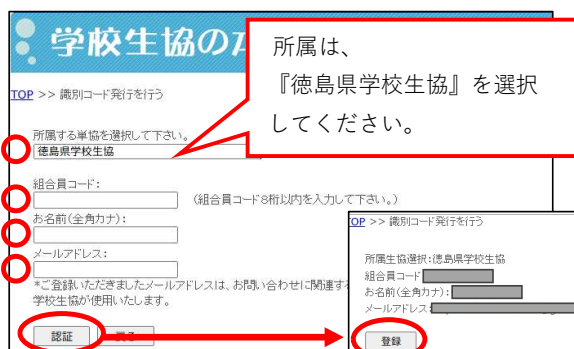 学校生協の
所属は、
『徳島県学校生協』を選択
してください。
TOP >> 識別コード発行を行う
所属する単協を選択して下さい。
徳島県学校生協
組合員コード:
(組合員コード8桁以内を入力して下さい。)
お名前(全角カナ):
メールアドレス:
*ご登録いただきましたメールアドレスは、お問い合わせに関連する
学校生協が使用いたします。
認証
戻る
TOP >> 識別コード発行を行う
所属生協選択:徳島県学校生協
組合員コード
お名前(全角カナ):
メールアドレス
登録